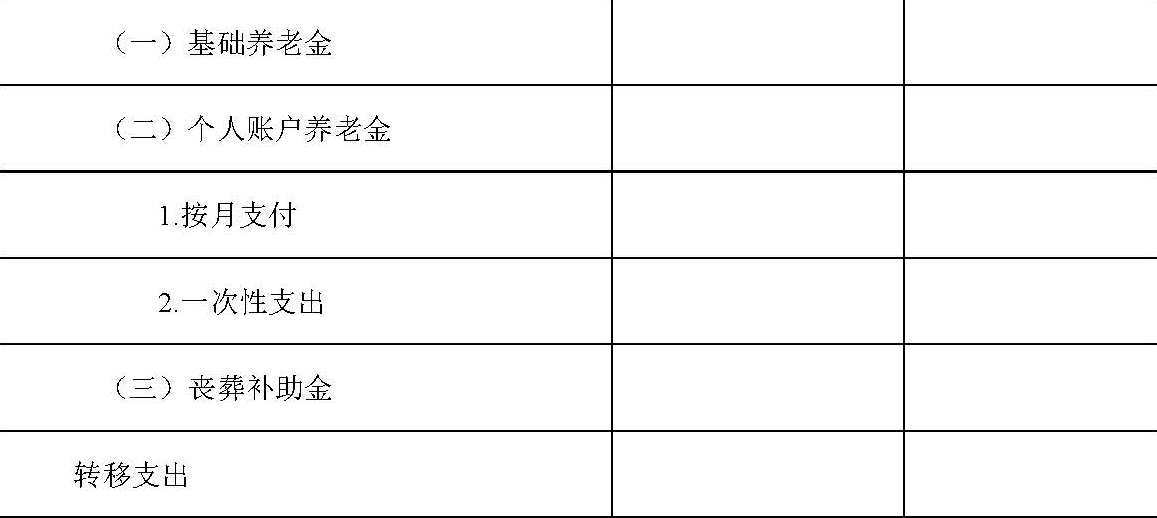 （一）基础养老金
（二）个人账户养老金
1.按月支付
2.一次性支出
（三）丧葬补助金
转移支出